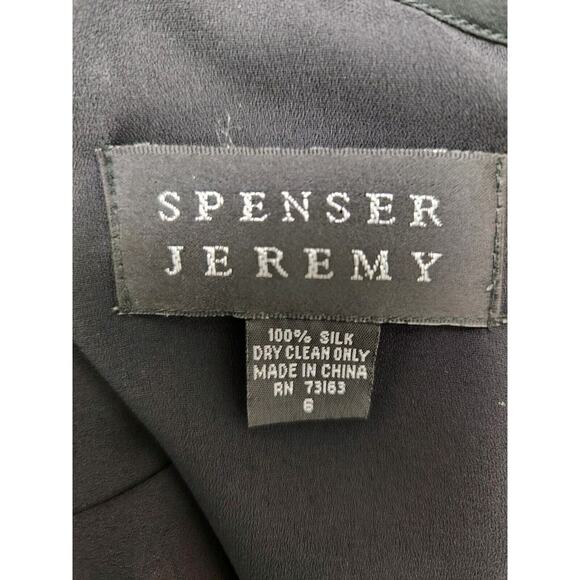 SPENSER
JEREMY
100% SILK
DRY CLEAN ONLY
MADE IN CHINA
RN 73163
6